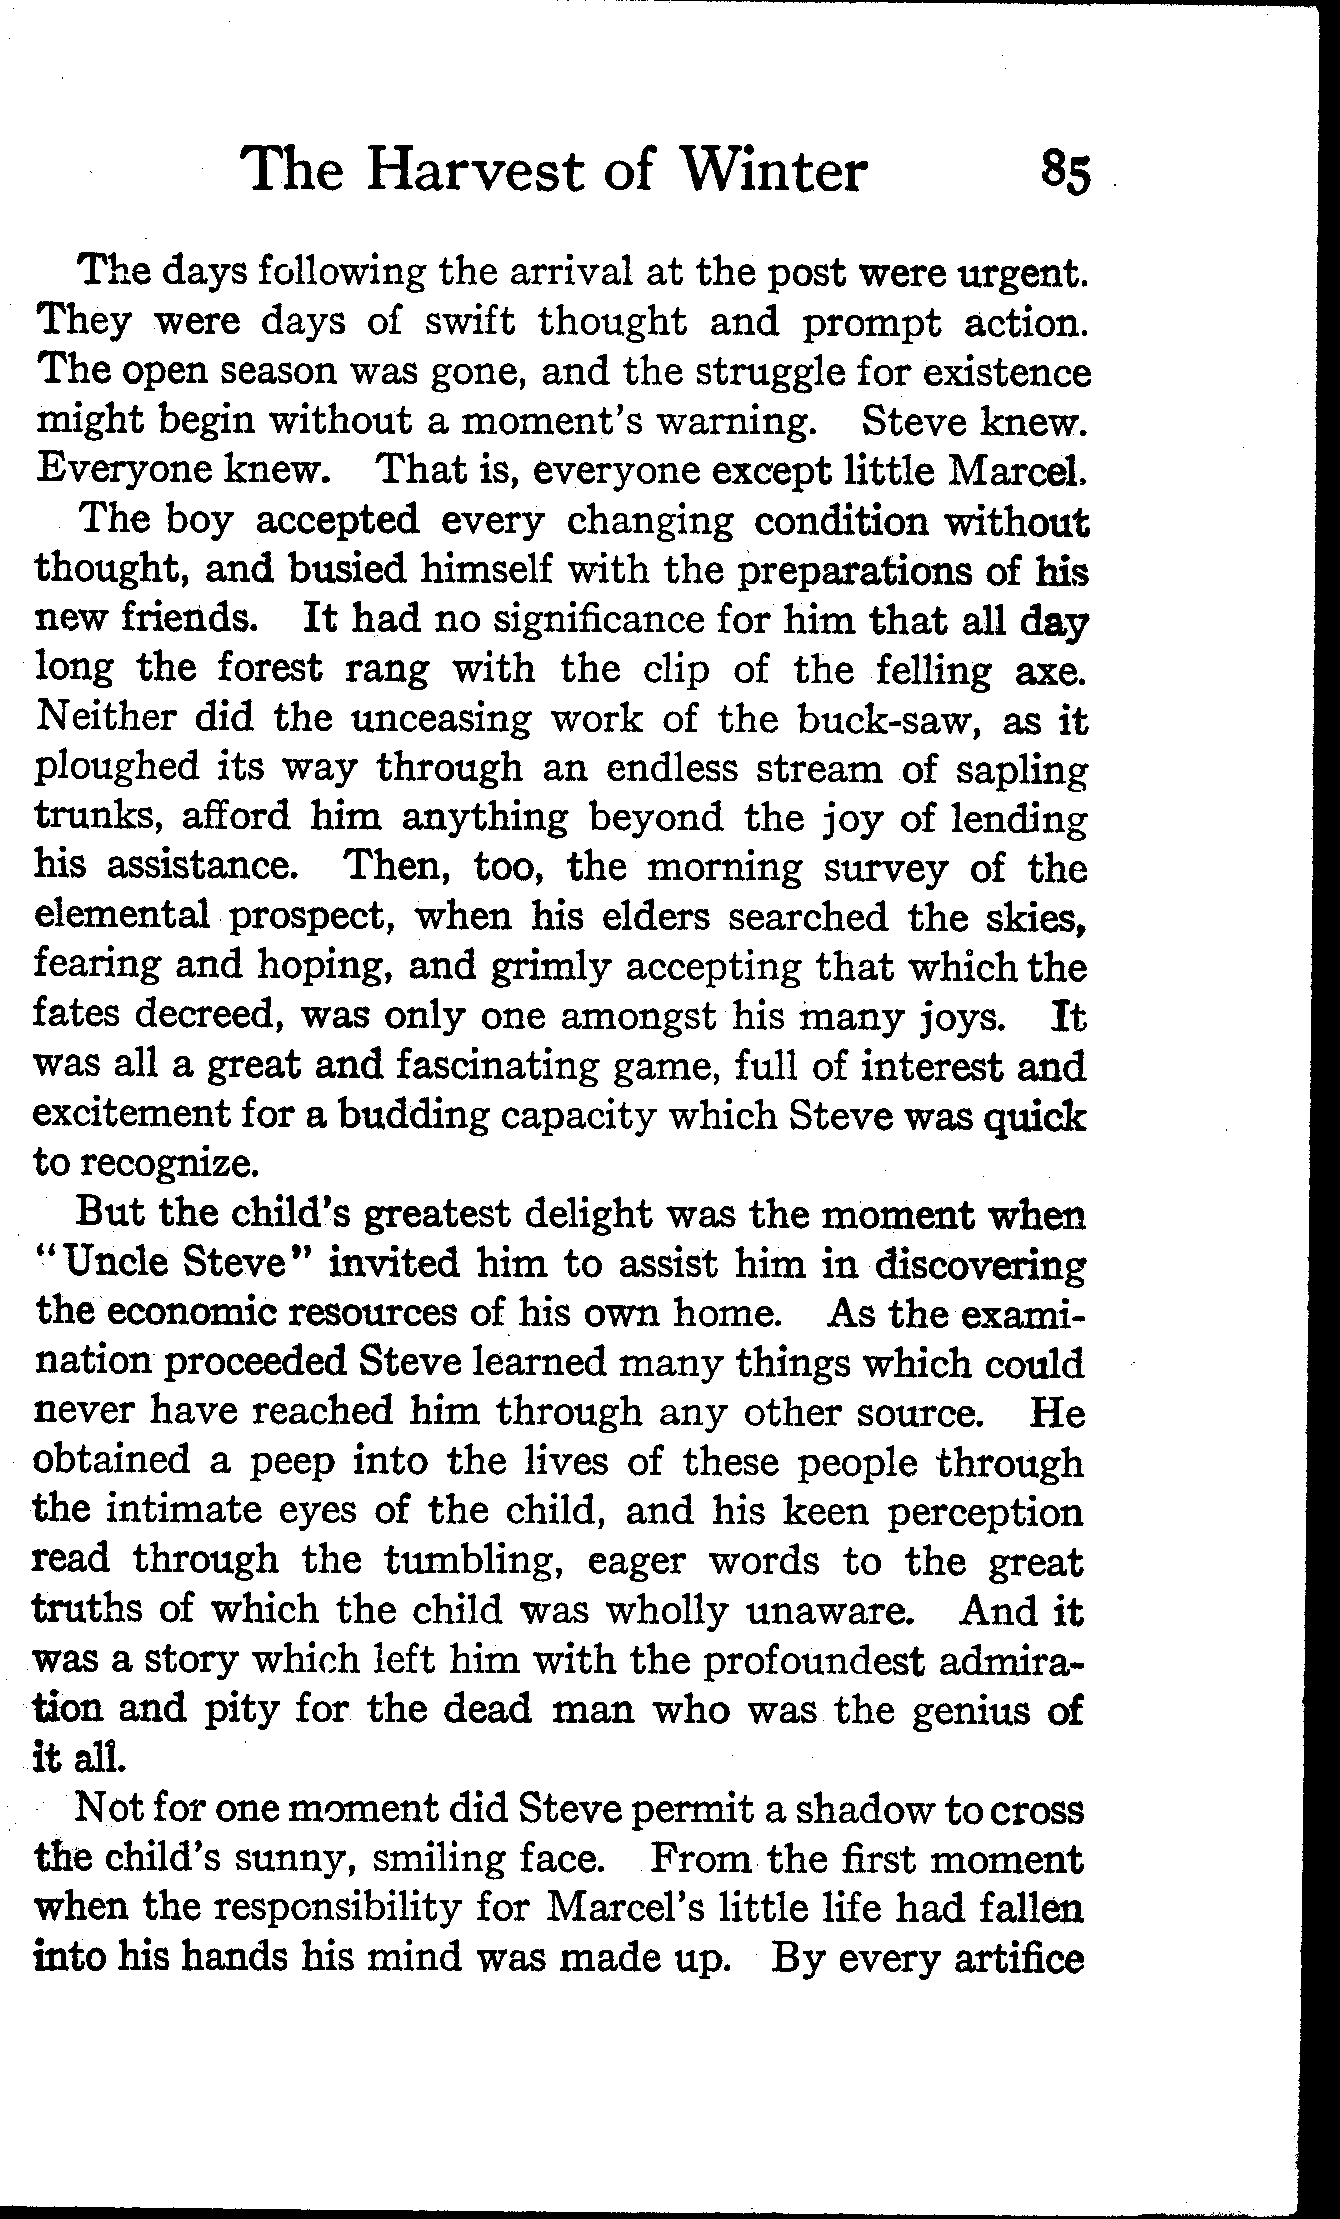 The Harvest of Winter 85
The days following the arrival at the post were urgent.
They were days of swift thought and prompt action.
The open season was gone, and the struggle for existence
might begin without a moment's warning. Steve knew.
Everyone knew. That is, everyone except little Marcel.
The boy accepted every changing condition without
thought, and busied himself with the preparations of his
new friends. It had no significance for him that all day
long the forest rang with the clip of the felling axe.
Neither did the unceasing work of the buck-saw, as it
ploughed its way through an endless stream of sapling
trunks, afford him anything beyond the joy of lending
his assistance. Then, too, the morning survey of the
elemental prospect, when his elders searched the skies,
fearing and hoping, and grimly accepting that which the
fates decreed, was only one amongst his many joys. It
was all a great and fascinating game, full of interest and
excitement for a budding capacity which Steve was quick
to recognize.
But the child's greatest delight was the moment when
"Uncle Steve" invited him to assist him in discovering
the economic resources of his own home. As the exami-
nation proceeded Steve learned many things which could
never have reached him through any other source. He
obtained a peep into the lives of these people through
the intimate eyes of the child, and his keen perception
read through the tumbling, eager words to the great
truths of which the child was wholly unaware. And it
was a story which left him with the profoundest admira-
tion and pity for the dead man who was the genius of
it all.
Not for one moment did Steve permit a shadow to cross
the child's sunny, smiling face. From the first moment
when the responsibility for Marcel's little life had fallen
into his hands his mind was made up. By every artifice